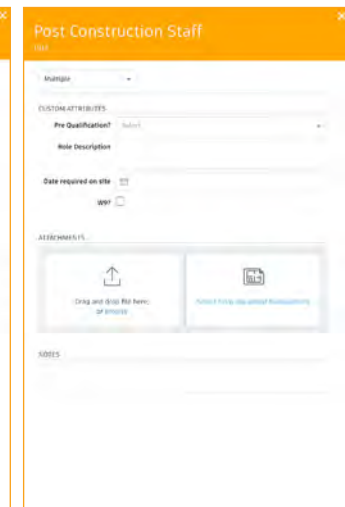 Post Construction Staff
Multiple
CUSTOM ATTRIBUTES
Pre Qualification? Select
Role Description
Date required on site
W9?
ATTACHMENTS
Drag and drop file here,
or browse
NOTES